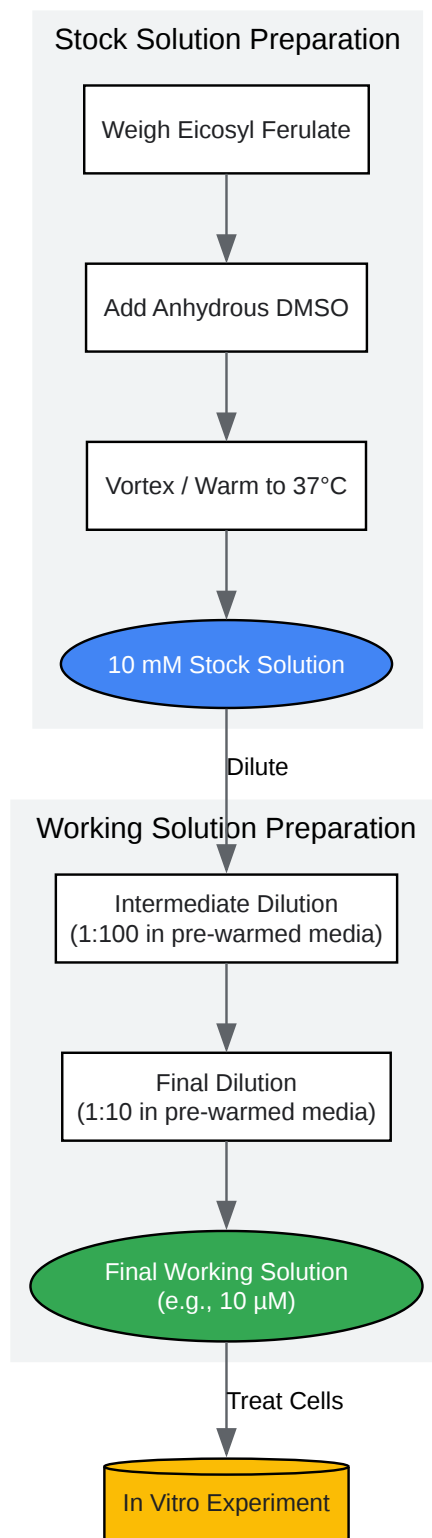 Stock Solution Preparation
Weigh Eicosyl Ferulate
Add Anhydrous DMSO
Vortex / Warm to 37°C
10 mM Stock Solution
Dilute
Working Solution Preparation
Intermediate Dilution
(1:100 in pre-warmed media)
Final Dilution
(1:10 in pre-warmed media)
Final Working Solution
(e.g., 10 µM)
Treat Cells
In Vitro Experiment